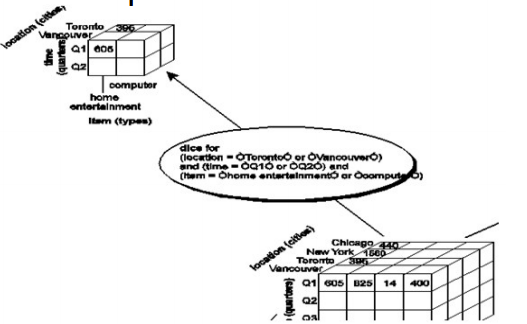 location (cities)
Toronto 395
Vancouver
time
(quarters)
Q1 605
Q2
computer
home
entertainment
item (types)
dice for
(location = ÒTorontoÓ or ÒVancouverÓ)
and (time = ÒQ1Ó or ÒQ2Ó) and
(item = Òhome entertainmentÓ or ÒcomputerÓ)
location (cities)
Chicago 440
New York 1560
Toronto 395
Vancouver
Q1 605 825 14 400
Q2
Q3
(quarters)